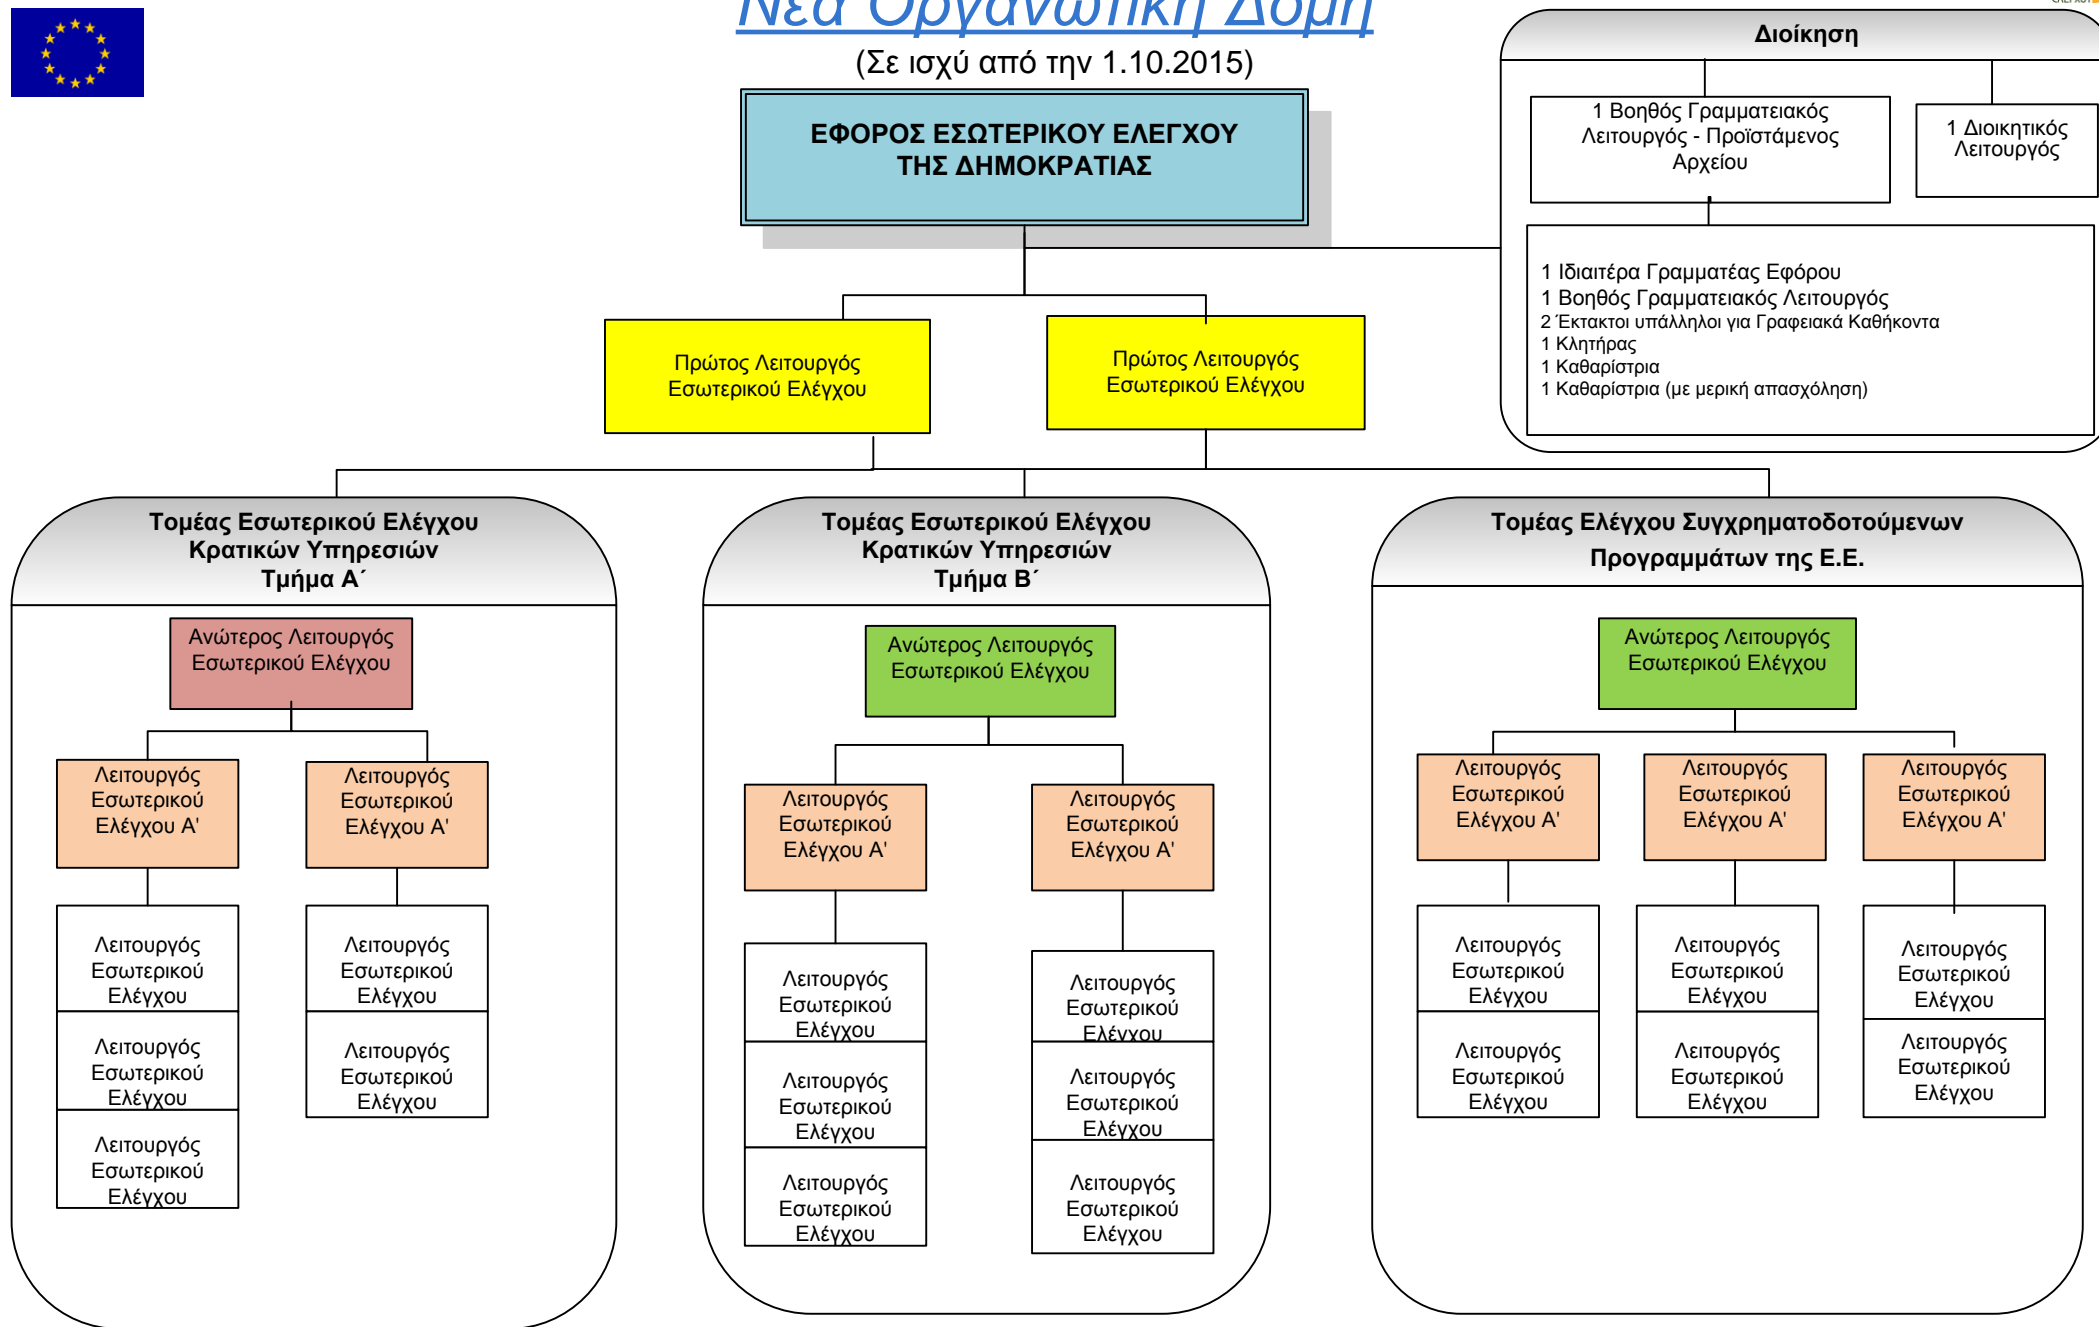 Νέα Οργανωτική Δομή
(Σε ισχύ από την 1.10.2015)
ΕΦΟΡΟΣ ΕΣΩΤΕΡΙΚΟΥ ΕΛΕΓΧΟΥ
ΤΗΣ ΔΗΜΟΚΡΑΤΙΑΣ
Διοίκηση
1 Βοηθός Γραμματειακός
Λειτουργός - Προϊστάμενος
Αρχείου
1 Διοικητικός
Λειτουργός
1 Ιδιαιτέρα Γραμματέας Εφόρου
1 Βοηθός Γραμματειακός Λειτουργός
2 Έκτακτοι υπάλληλοι για Γραφειακά Καθήκοντα
1 Κλητήρας
1 Καθαρίστρια
1 Καθαρίστρια (με μερική απασχόληση)
Πρώτος Λειτουργός
Εσωτερικού Ελέγχου
Πρώτος Λειτουργός
Εσωτερικού Ελέγχου
Τομέας Εσωτερικού Ελέγχου
Κρατικών Υπηρεσιών
Τμήμα Α΄
Ανώτερος Λειτουργός
Εσωτερικού Ελέγχου
Λειτουργός
Εσωτερικού
Ελέγχου Α'
Λειτουργός
Εσωτερικού
Ελέγχου
Λειτουργός
Εσωτερικού
Ελέγχου
Λειτουργός
Εσωτερικού
Ελέγχου
Λειτουργός
Εσωτερικού
Ελέγχου Α'
Λειτουργός
Εσωτερικού
Ελέγχου
Λειτουργός
Εσωτερικού
Ελέγχου
Τομέας Εσωτερικού Ελέγχου
Κρατικών Υπηρεσιών
Τμήμα Β΄
Ανώτερος Λειτουργός
Εσωτερικού Ελέγχου
Λειτουργός
Εσωτερικού
Ελέγχου Α'
Λειτουργός
Εσωτερικού
Ελέγχου
Λειτουργός
Εσωτερικού
Ελέγχου
Λειτουργός
Εσωτερικού
Ελέγχου
Λειτουργός
Εσωτερικού
Ελέγχου Α'
Λειτουργός
Εσωτερικού
Ελέγχου
Λειτουργός
Εσωτερικού
Ελέγχου
Λειτουργός
Εσωτερικού
Ελέγχου
Τομέας Ελέγχου Συγχρηματοδοτούμενων
Προγραμμάτων της Ε.Ε.
Ανώτερος Λειτουργός
Εσωτερικού Ελέγχου
Λειτουργός
Εσωτερικού
Ελέγχου Α'
Λειτουργός
Εσωτερικού
Ελέγχου
Λειτουργός
Εσωτερικού
Ελέγχου
Λειτουργός
Εσωτερικού
Ελέγχου Α'
Λειτουργός
Εσωτερικού
Ελέγχου
Λειτουργός
Εσωτερικού
Ελέγχου
Λειτουργός
Εσωτερικού
Ελέγχου Α'
Λειτουργός
Εσωτερικού
Ελέγχου
Λειτουργός
Εσωτερικού
Ελέγχου